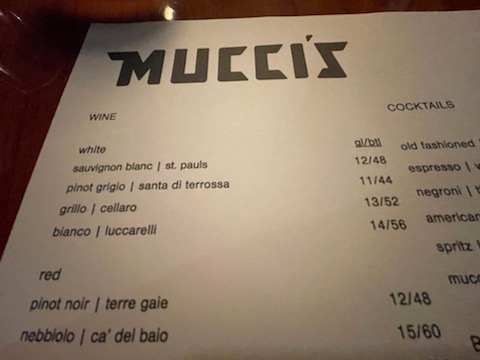 MUCCI'S
WINE
white gl/btl
sauvignon blanc | st. pauls 12/48
pinot grigio | santa di terrossa 11/44
grillo | cellaro 13/52
bianco | luccarelli 14/56
red
pinot noir | terre gaie 12/48
nebbiolo | ca' del baio 15/60
COCKTAILS
old fashioned
espresso |
negroni |
american
spritz
mucc
B